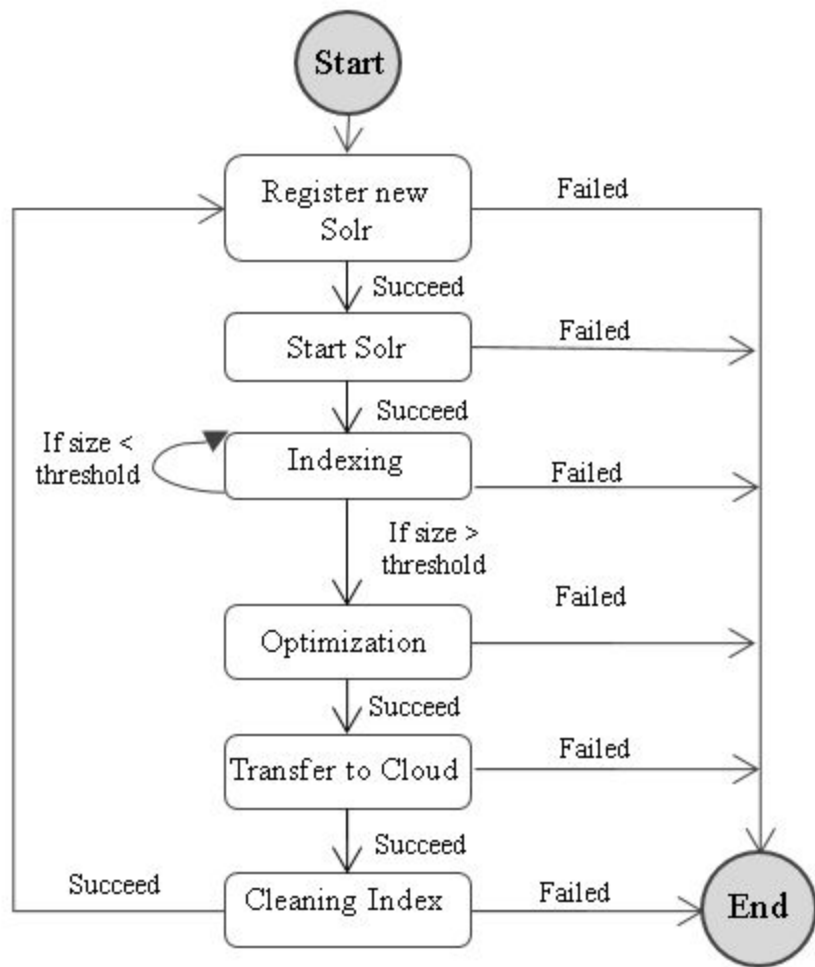 Start
Register new
Solr
Failed
Succeed
Start Solr
Failed
Succeed
If size <
threshold
Indexing
Failed
If size >
threshold
Failed
Optimization
Succeed
Transfer to Cloud
Failed
Succeed
Succeed
Cleaning Index
Failed
End